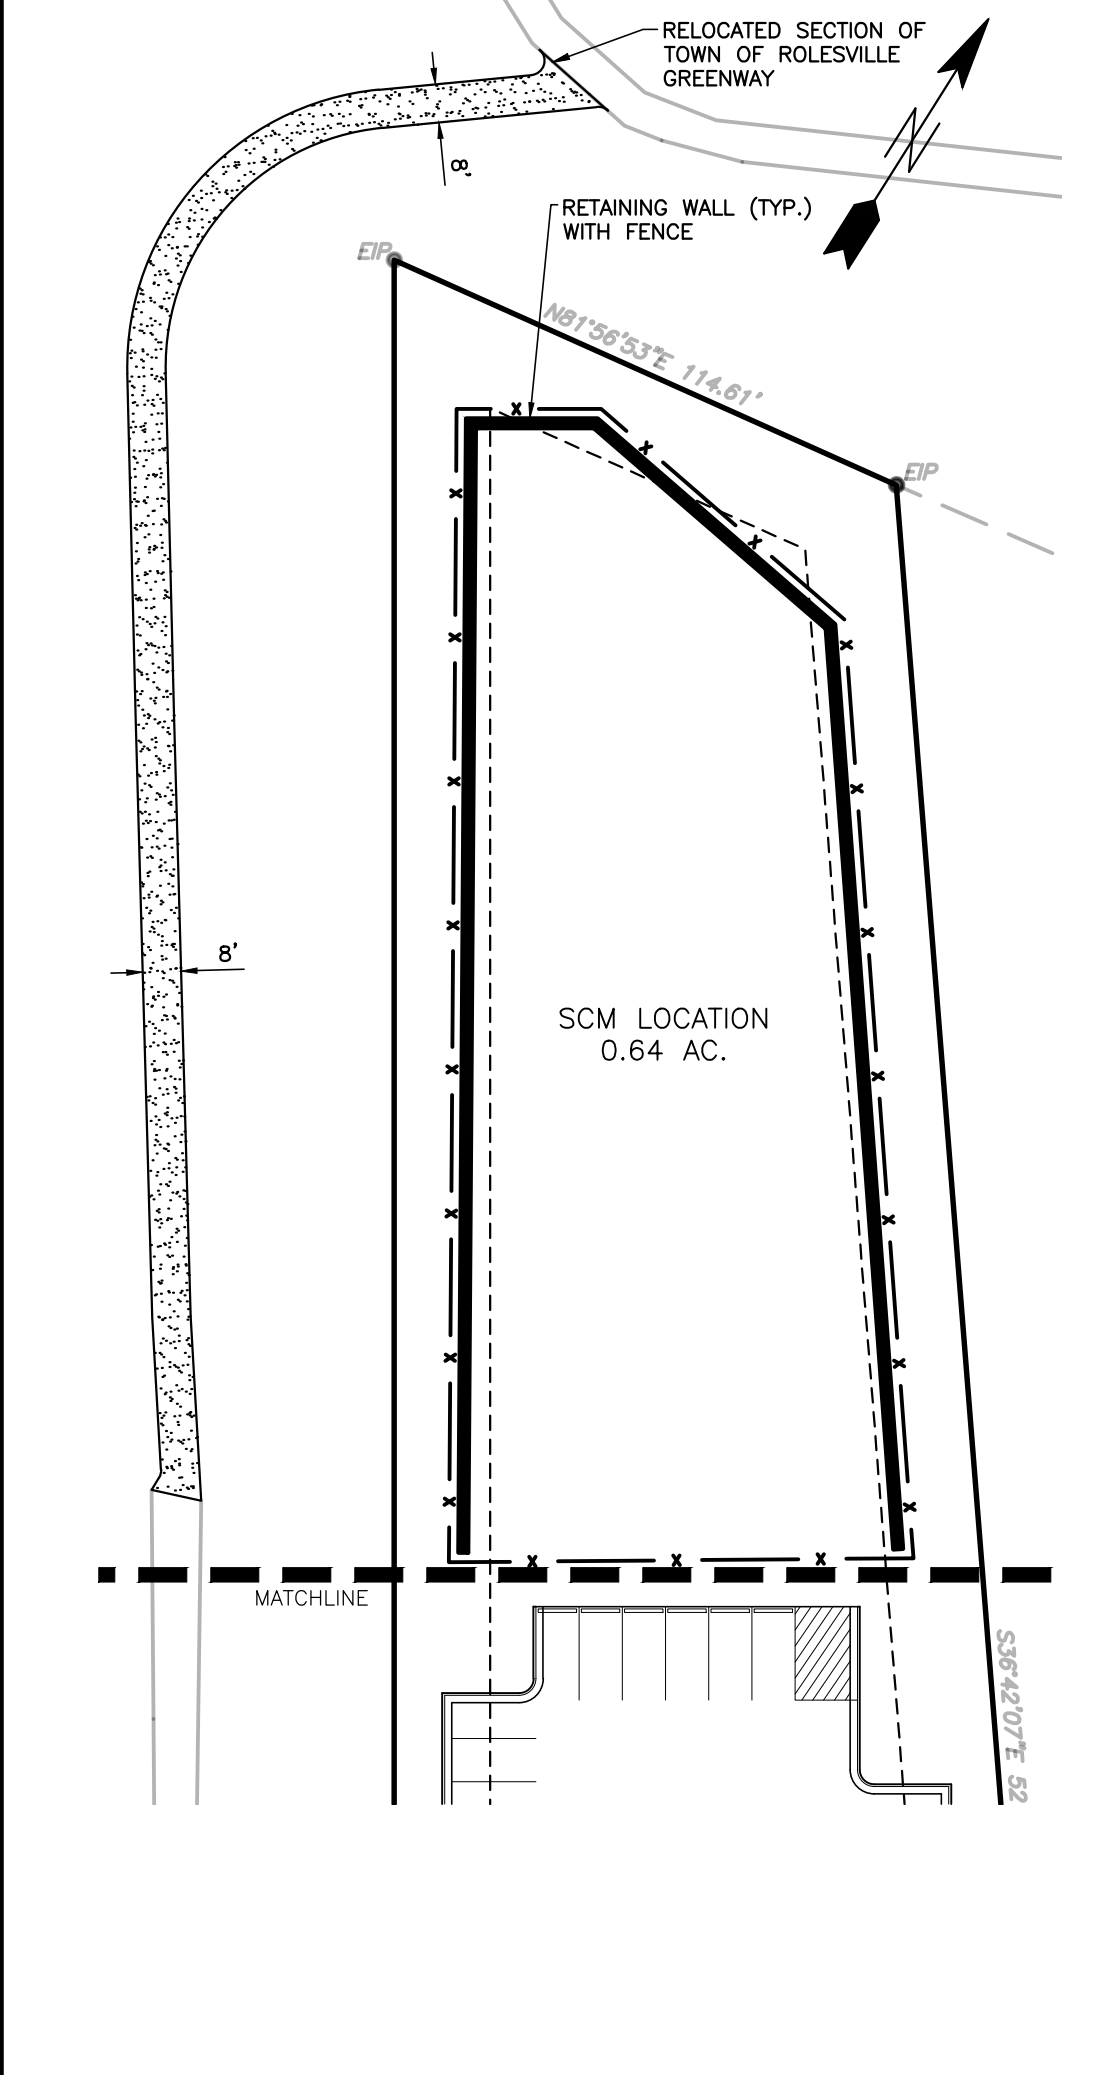 RELOCATED SECTION OF
TOWN OF ROLESVILLE
GREENWAY
8'
RETAINING WALL (TYP.)
WITH FENCE
EIP
N81°56'53"E 114.61'
EIP
8'
SCM LOCATION
0.64 AC.
MATCHLINE
S36°42'07"E 52